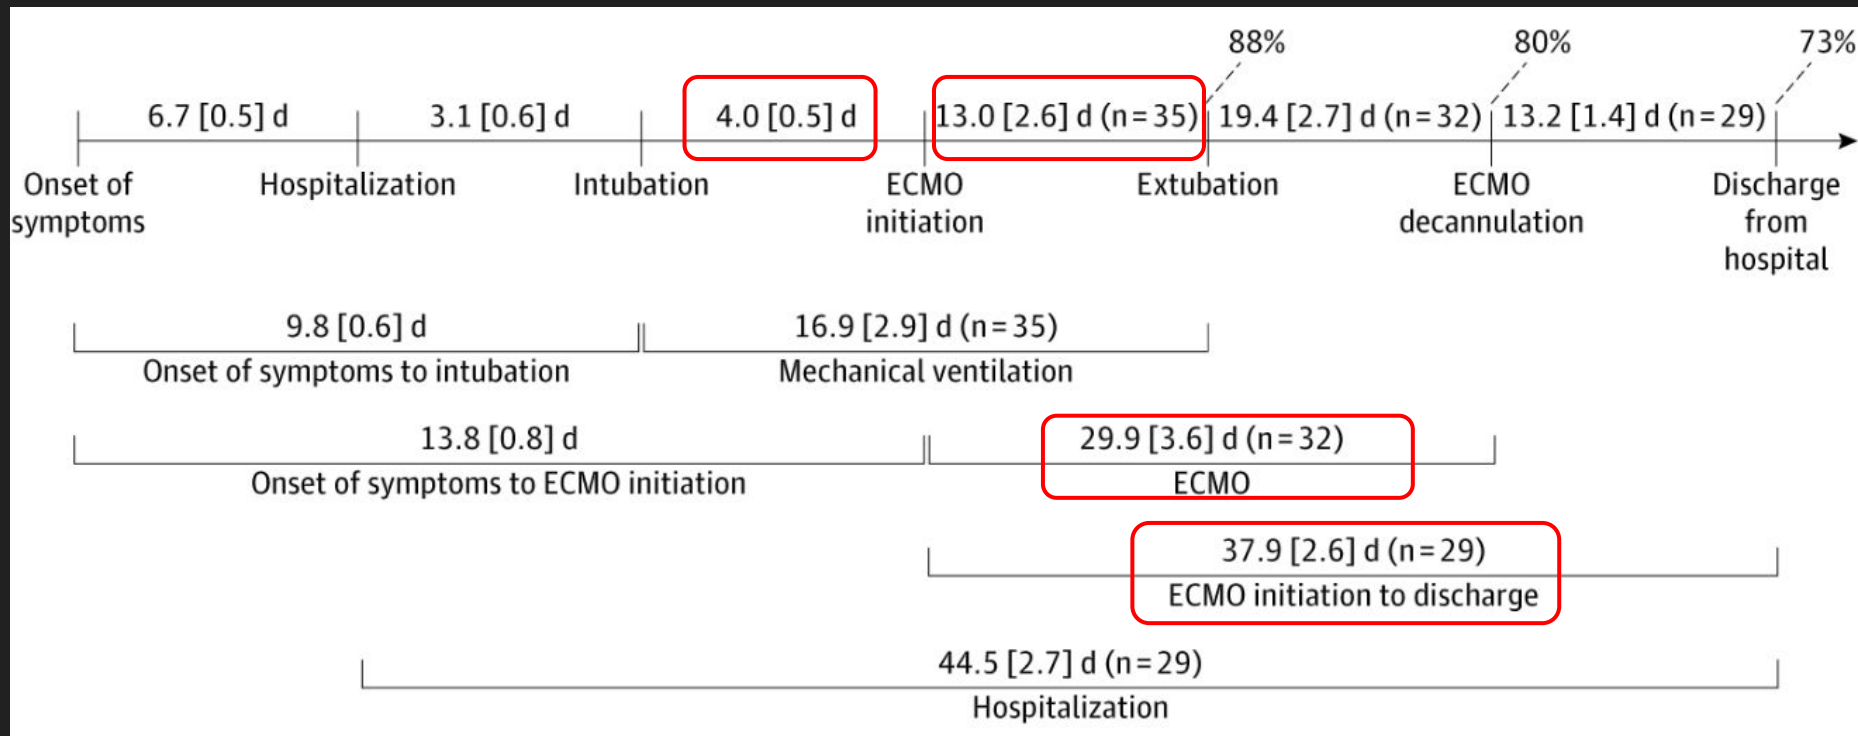 88%
80%
73%
6.7 [0.5] d
3.1 [0.6] d
4.0 [0.5] d
13.0 [2.6] d (n=35)
19.4 [2.7] d (n=32)
13.2 [1.4] d (n=29)
Onset of
symptoms
Hospitalization
Intubation
ECMO
initiation
Extubation
ECMO
decannulation
Discharge
from
hospital
9.8 [0.6] d
Onset of symptoms to intubation
16.9 [2.9] d (n=35)
Mechanical ventilation
13.8 [0.8] d
Onset of symptoms to ECMO initiation
29.9 [3.6] d (n=32)
ECMO
37.9 [2.6] d (n=29)
ECMO initiation to discharge
44.5 [2.7] d (n=29)
Hospitalization